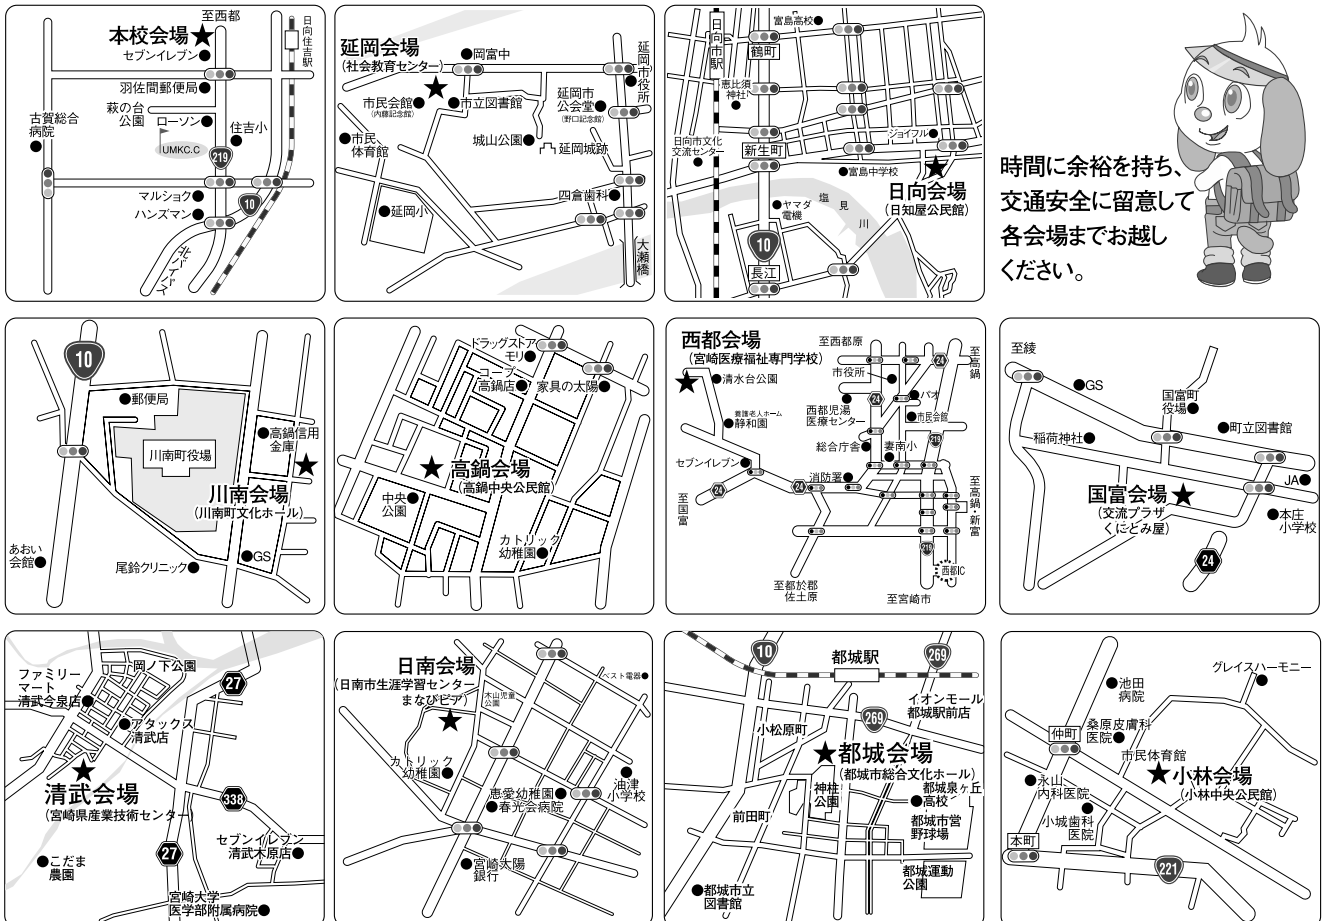 至西都
日向住吉駅
本校会場
セブンイレブン
羽佐間郵便局
萩の台
公園
ローソン
UMKC.C
住吉小
古賀総合
病院
219
マルショク
ハンズマン
10
北バイパス
延岡会場
(社会教育センター)
岡富中
延岡市役所
市民会館
(内藤記念館)
市立図書館
延岡市
公会堂
(野口記念館)
市民
体育館
城山公園
延岡城跡
四倉歯科
延岡小
大瀬橋
日向市駅
富島高校
鶴町
恵比須
神社
ジョイフル
日向市文化
交流センター
新生町
富島中学校
日向会場
(日知屋公民館)
ヤマダ
電機
塩見川
10
長江
時間に余裕を持ち、
交通安全に留意して
各会場までお越し
ください。
10
郵便局
高鍋信用
金庫
川南町役場
川南会場
(川南町文化ホール)
あおい
会館
尾鈴クリニック
GS
ドラッグストア
モリ
コープ
高鍋店
家具の太陽
高鍋会場
(高鍋中央公民館)
中央
公園
カトリック
幼稚園
西都会場
(宮崎医療福祉専門学校)
至西都原
至高鍋
24
清水台公園
市役所
24
パオ
養護老人ホーム
静和園
西都児湯
医療センター
市民会館
219
総合庁舎
妻南小
セブンイレブン
消防署
24
24
至国富
至高鍋・新富
219
西都IC
至都於郡
佐土原
至宮崎市
至綾
GS
国富町
役場
町立図書館
稲荷神社
JA
国富会場
(交流プラザ
くにとみ屋)
本庄
小学校
24
ファミリー
マート
清武今泉店
岡ノ下公園
27
アタックス
清武店
清武会場
(宮崎県産業技術センター)
338
セブンイレブン
清武木原店
27
こだま
農園
宮崎大学
医学部附属病院
日南会場
(日南市生涯学習センター
まなびピア)
ベスト電器
木山児童
公園
カトリック
幼稚園
油津
小学校
恵愛幼稚園
春光会病院
宮崎太陽
銀行
10
都城駅
269
イオンモール
都城駅前店
269
小松原町
都城会場
(都城市総合文化ホール)
神柱
公園
都城泉ヶ丘
高校
前田町
都城市営
野球場
都城運動
公園
都城市立
図書館
グレイスハーモニー
池田
病院
桑原皮膚科
医院
仲町
市民体育館
小林会場
(小林中央公民館)
永山
内科医院
小城歯科
医院
本町
221